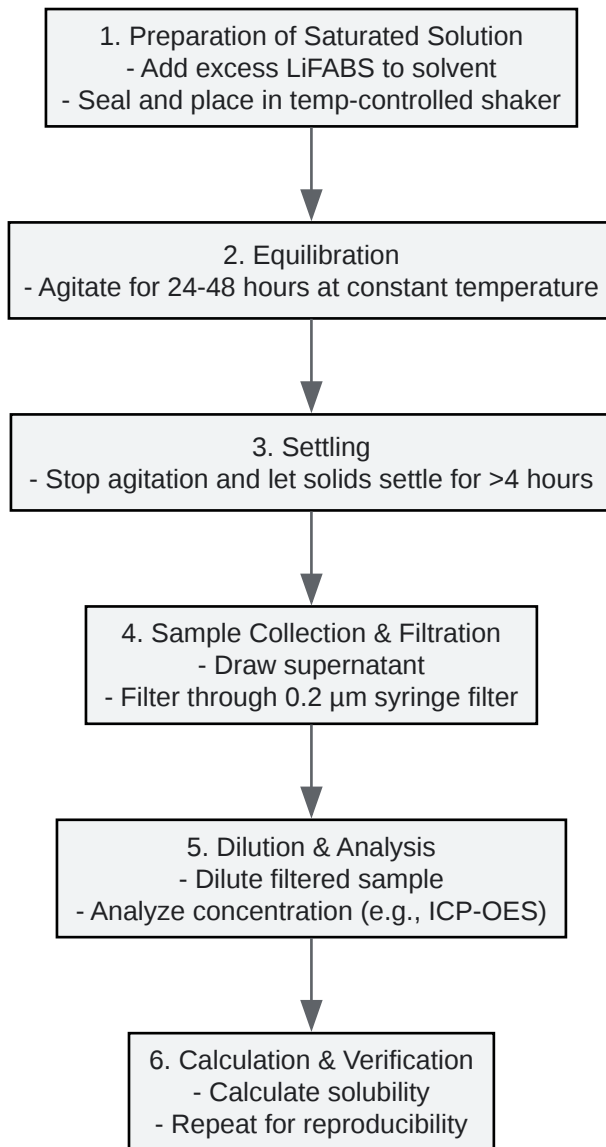 1. Preparation of Saturated Solution
- Add excess LiFABS to solvent
- Seal and place in temp-controlled shaker
2. Equilibration
- Agitate for 24-48 hours at constant temperature
3. Settling
- Stop agitation and let solids settle for >4 hours
4. Sample Collection & Filtration
- Draw supernatant
- Filter through 0.2 µm syringe filter
5. Dilution & Analysis
- Dilute filtered sample
- Analyze concentration (e.g., ICP-OES)
6. Calculation & Verification
- Calculate solubility
- Repeat for reproducibility